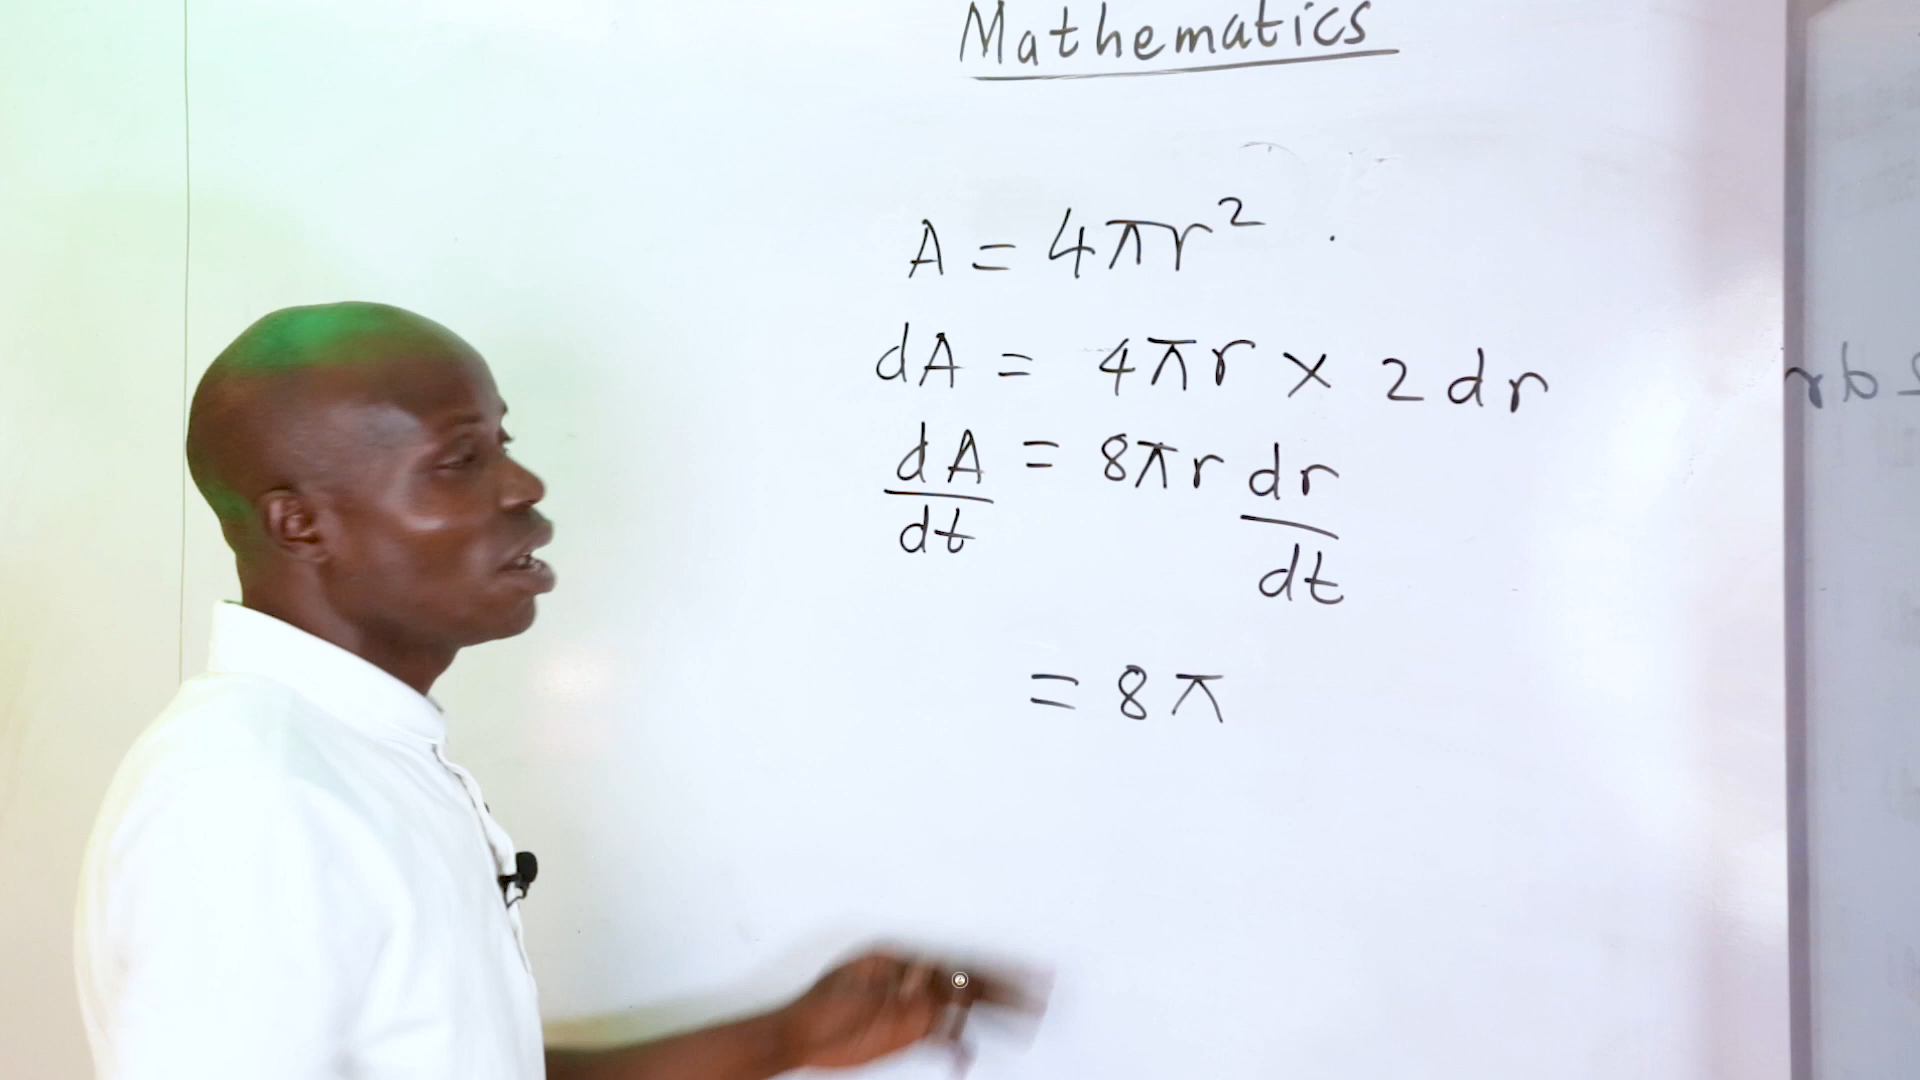 Mathematics
A = 4πr²
dA = 4πr × 2dr
dA/dt = 8πr dr/dt
= 8π